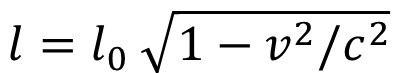 l = l₀ √(1 − v²/c²)